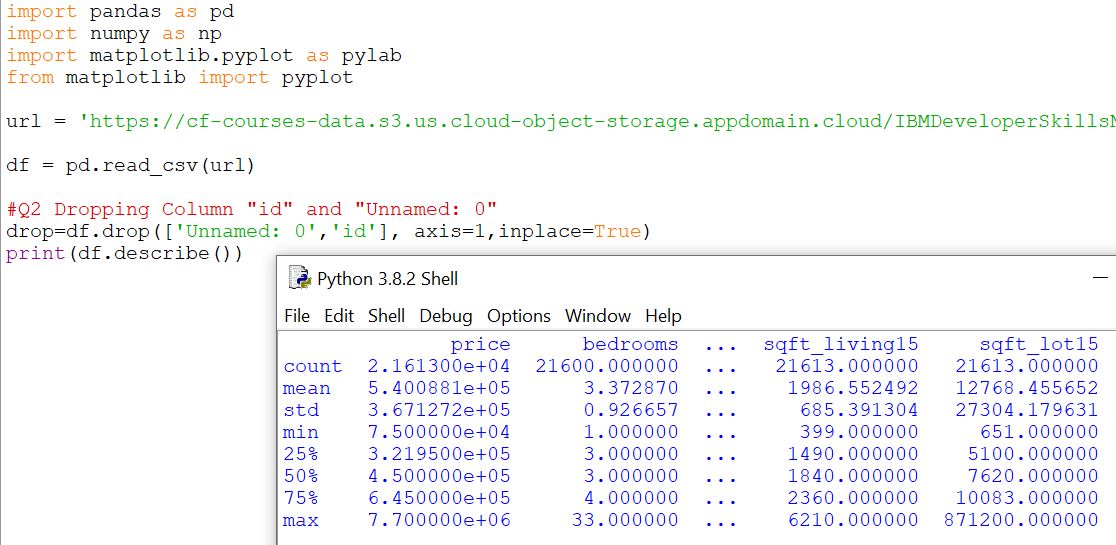 import pandas as pd
import numpy as np
import matplotlib.pyplot as pylab
from matplotlib import pyplot
url = 'https://cf-courses-data.s3.us.cloud-object-storage.appdomain.cloud/IBMDeveloperSkillsN
df = pd.read_csv(url)
#Q2 Dropping Column "id" and "Unnamed: 0"
drop=df.drop(['Unnamed: 0','id'], axis=1,inplace=True)
print(df.describe())
Python 3.8.2 Shell
File Edit Shell Debug Options Window Help
price bedrooms ... sqft_living15 sqft_lot15
count 2.161300e+04 21600.000000 ... 21613.000000 21613.000000
mean 5.400881e+05 3.372870 ... 1986.552492 12768.455652
std 3.671272e+05 0.926657 ... 685.391304 27304.179631
min 7.500000e+04 1.000000 ... 399.000000 651.000000
25% 3.219500e+05 3.000000 ... 1490.000000 5100.000000
50% 4.500000e+05 3.000000 ... 1840.000000 7620.000000
75% 6.450000e+05 4.000000 ... 2360.000000 10083.000000
max 7.700000e+06 33.000000 ... 6210.000000 871200.000000